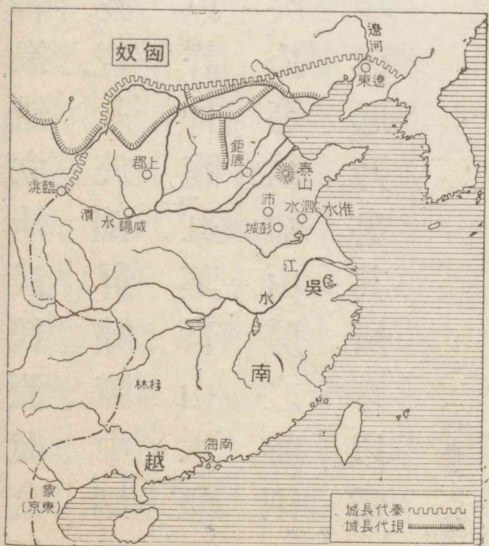 匈奴
遼河
遼東
上郡
鉅鹿
泰山
臨洮
渭水
沛
泗水
淮水
彭城
江水
吳
桂林
南越
南海
象
(東京)
秦代長城
現代長城